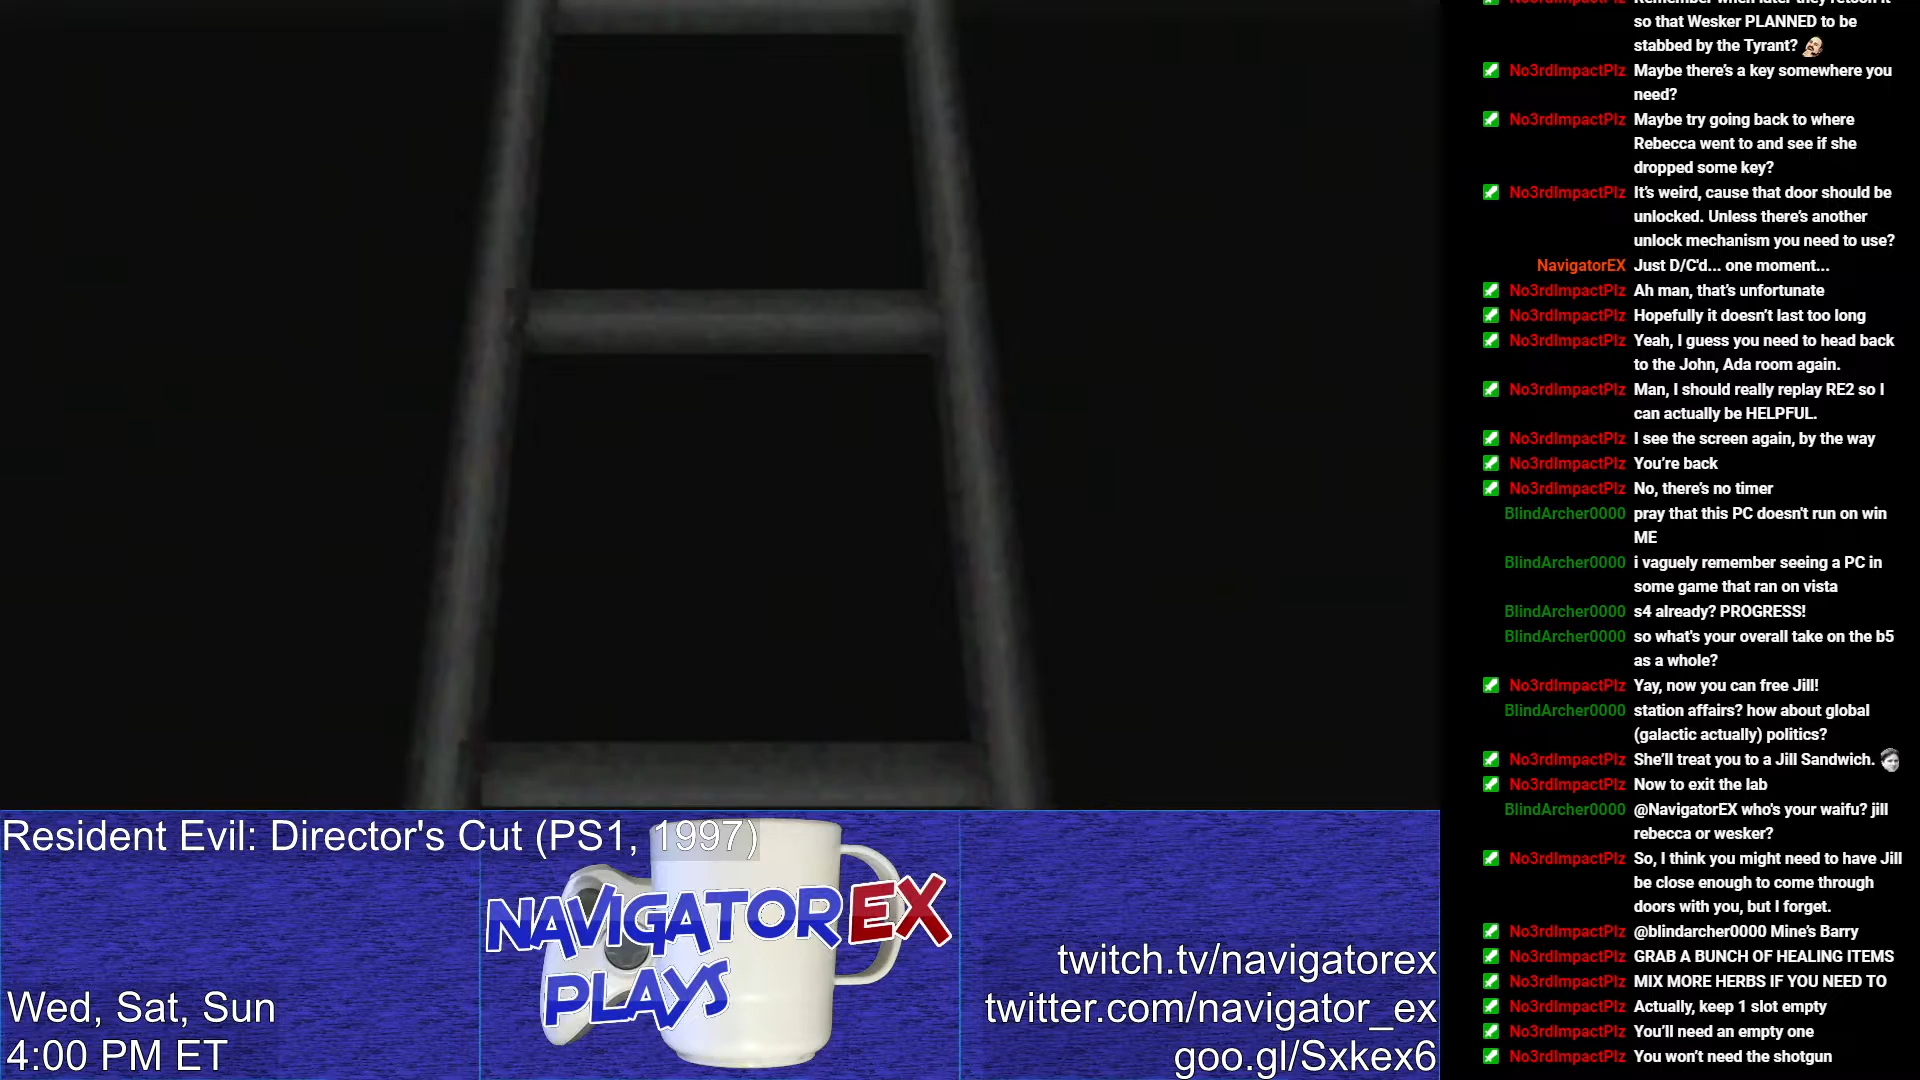 Remember when later they retcon it
so that Wesker PLANNED to be
stabbed by the Tyrant?
No3rdImpactPlz Maybe there's a key somewhere you
need?
No3rdImpactPlz Maybe try going back to where
Rebecca went to and see if she
dropped some key?
No3rdImpactPlz It's weird, cause that door should be
unlocked. Unless there's another
unlock mechanism you need to use?
NavigatorEX Just D/C'd... one moment...
No3rdImpactPlz Ah man, that's unfortunate
No3rdImpactPlz Hopefully it doesn't last too long
No3rdImpactPlz Yeah, I guess you need to head back
to the John, Ada room again.
No3rdImpactPlz Man, I should really replay RE2 so I
can actually be HELPFUL.
No3rdImpactPlz I see the screen again, by the way
No3rdImpactPlz You're back
No3rdImpactPlz No, there's no timer
BlindArcher0000 pray that this PC doesn't run on win
ME
BlindArcher0000 i vaguely remember seeing a PC in
some game that ran on vista
BlindArcher0000 s4 already? PROGRESS!
BlindArcher0000 so what's your overall take on the b5
as a whole?
No3rdImpactPlz Yay, now you can free Jill!
BlindArcher0000 station affairs? how about global
(galactic actually) politics?
No3rdImpactPlz She'll treat you to a Jill Sandwich.
No3rdImpactPlz Now to exit the lab
BlindArcher0000 @NavigatorEX who's your waifu? jill
rebecca or wesker?
No3rdImpactPlz So, I think you might need to have Jill
be close enough to come through
doors with you, but I forget.
No3rdImpactPlz @blindarcher0000 Mine's Barry
No3rdImpactPlz GRAB A BUNCH OF HEALING ITEMS
No3rdImpactPlz MIX MORE HERBS IF YOU NEED TO
No3rdImpactPlz Actually, keep 1 slot empty
No3rdImpactPlz You'll need an empty one
No3rdImpactPlz You won't need the shotgun
Resident Evil: Director's Cut (PS1, 1997)
NAVIGATOR EX
PLAYS
Wed, Sat, Sun
4:00 PM ET
twitch.tv/navigatorex
twitter.com/navigator_ex
goo.gl/Sxkex6